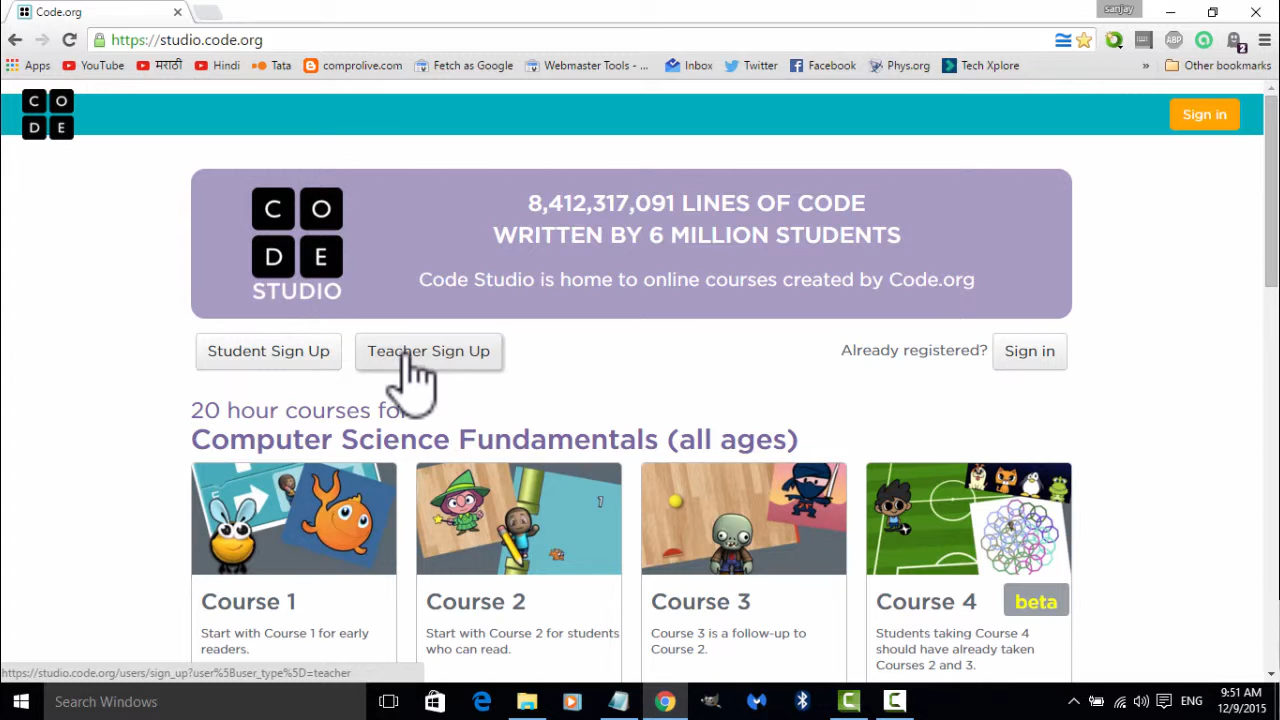 Code.org
sanjay
https://studio.code.org
Apps YouTube मराठी Hindi Tata comprolive.com Fetch as Google Webmaster Tools - ... Inbox Twitter Facebook Phys.org Tech Xplore » Other bookmarks
ABP
2
C O
D E
Sign in
C O
D E
STUDIO
8,412,317,091 LINES OF CODE
WRITTEN BY 6 MILLION STUDENTS
Code Studio is home to online courses created by Code.org
Student Sign Up
Teacher Sign Up
Already registered?
Sign in
20 hour courses for
Computer Science Fundamentals (all ages)
1
Course 1
Start with Course 1 for early
readers.
Course 2
Start with Course 2 for students
who can read.
Course 3
Course 3 is a follow-up to
Course 2.
Course 4
beta
Students taking Course 4
should have already taken
Courses 2 and 3.
https://studio.code.org/users/sign_up?user%5Buser_type%5D=teacher
Search Windows
ENG
9:51 AM
12/9/2015